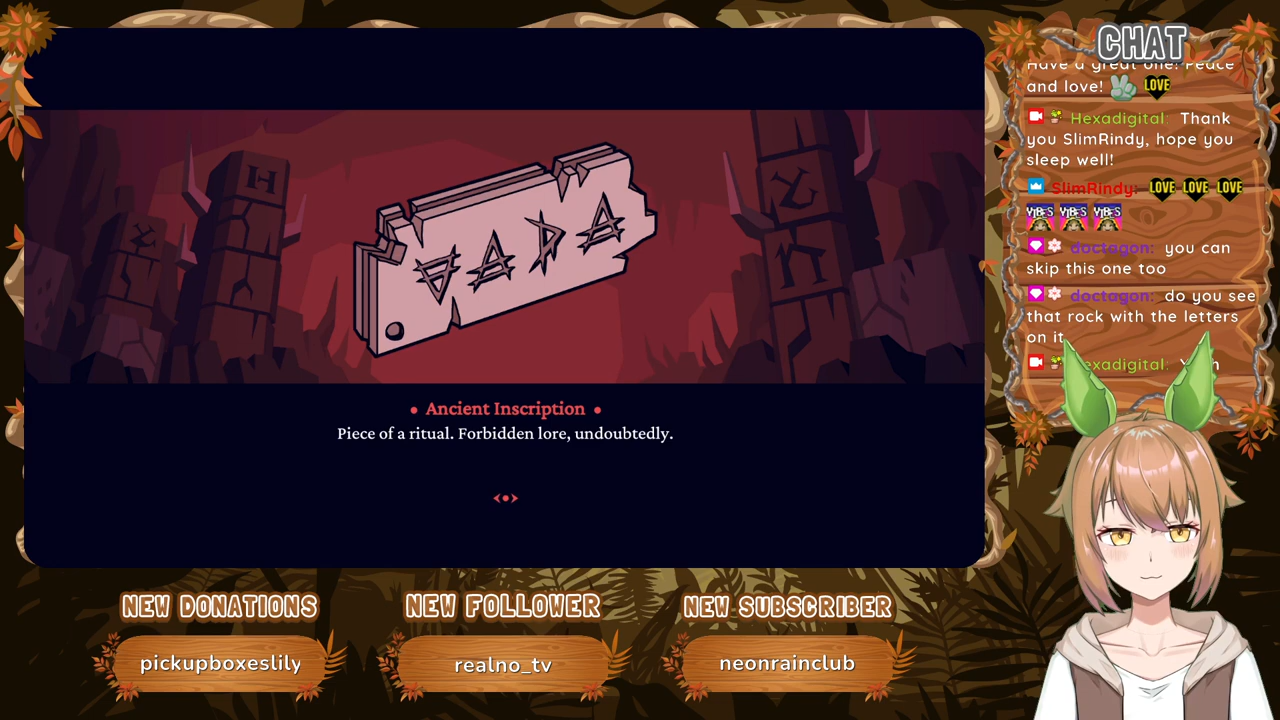 CHAT
Have a great one! Peace
and love! LOVE
Hexadigital: Thank
you SlimRindy, hope you
sleep well!
SlimRindy: LOVE LOVE LOVE
VIBES VIBES VIBES
doctagon: you can
skip this one too
doctagon: do you see
that rock with the letters
on it
Ancient Inscription
Piece of a ritual. Forbidden lore, undoubtedly.
NEW DONATIONS
pickupboxeslily
NEW FOLLOWER
realno_tv
NEW SUBSCRIBER
neonrainclub